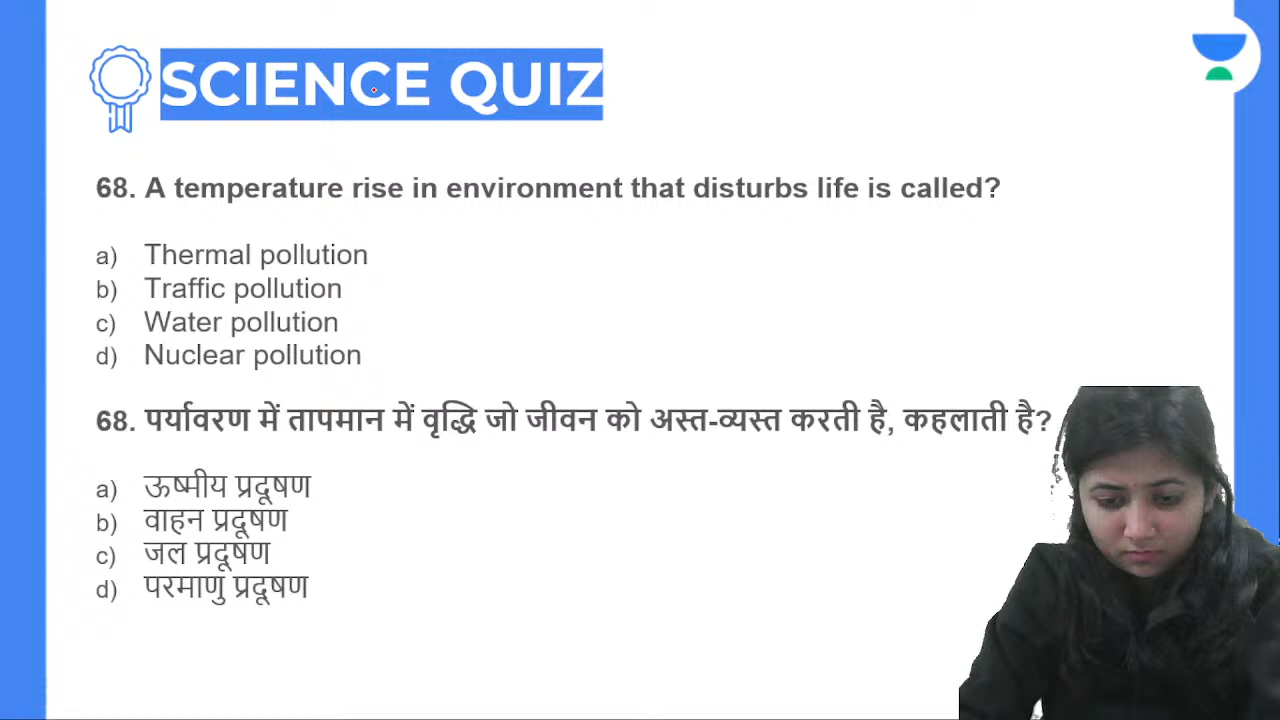 SCIENCE QUIZ
68. A temperature rise in environment that disturbs life is called?
a) Thermal pollution
b) Traffic pollution
c) Water pollution
d) Nuclear pollution
68. पर्यावरण में तापमान में वृद्धि जो जीवन को अस्त-व्यस्त करती है, कहलाती है?
a) ऊष्मीय प्रदूषण
b) वाहन प्रदूषण
c) जल प्रदूषण
d) परमाणु प्रदूषण